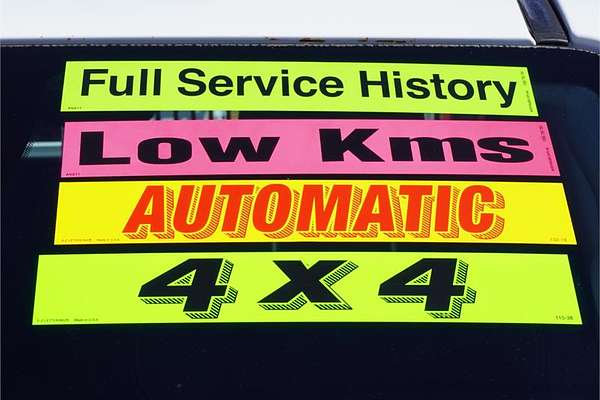 Full Service History
Low Kms
AUTOMATIC
4 x 4